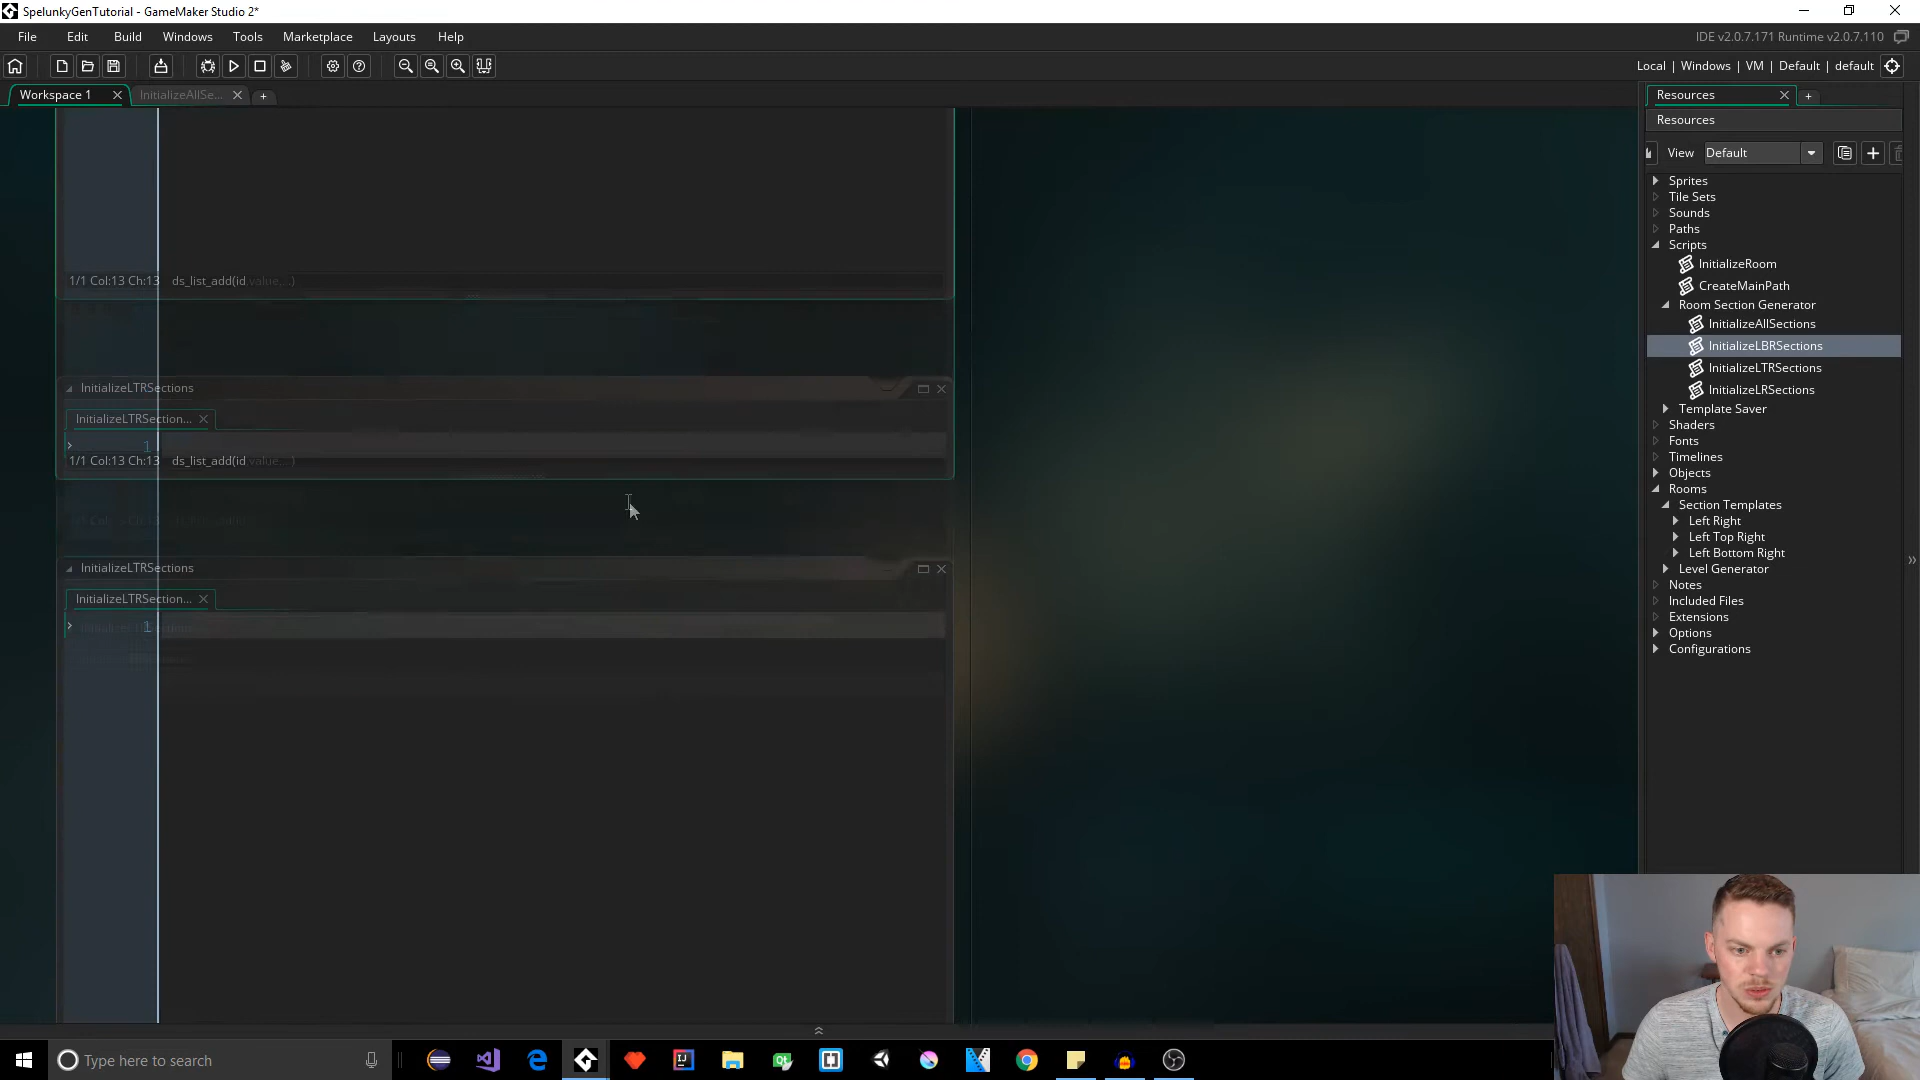 SpelunkyGenTutorial - GameMaker Studio 2*
File Edit Build Windows Tools Marketplace Layouts Help
IDE v2.0.7.171 Runtime v2.0.7.110
Local | Windows | VM | Default | default
Workspace 1
InitializeAllSe...
Resources
Resources
View Default
Sprites
Tile Sets
Sounds
Paths
Scripts
InitializeRoom
CreateMainPath
Room Section Generator
InitializeAllSections
InitializeLBRSections
InitializeLTRSections
InitializeLRSections
Template Saver
Shaders
Fonts
Timelines
Objects
Rooms
Section Templates
Left Right
Left Top Right
Left Bottom Right
Level Generator
Notes
Included Files
Extensions
Options
Configurations
1/1 Col:13 Ch:13 ds_list_add(id,value,...)
InitializeLTRSections
InitializeLTRSection...
1
1/1 Col:13 Ch:13 ds_list_add(id,value,...)
InitializeLTRSections
InitializeLTRSection...
1
Type here to search